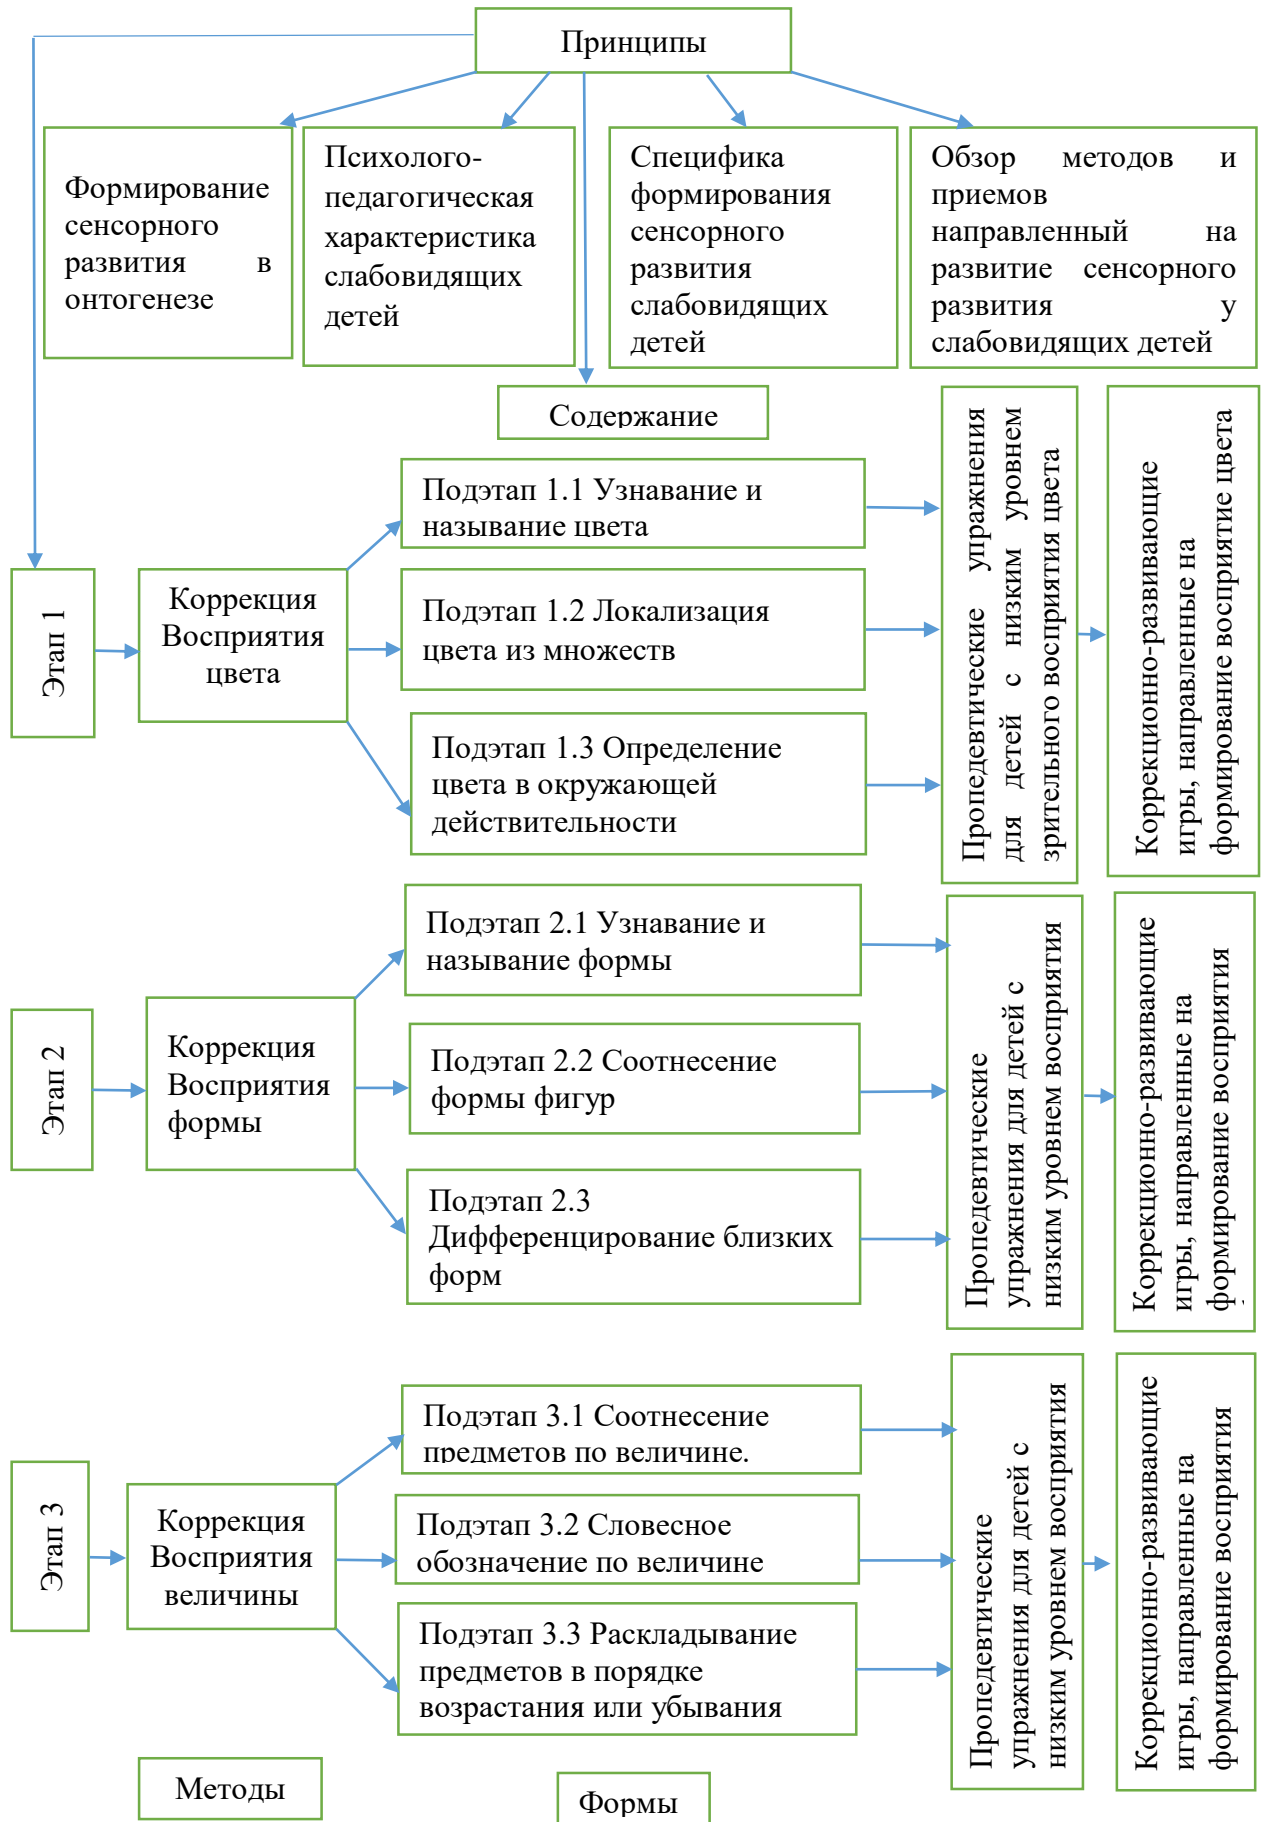 Принципы
Формирование
сенсорного
развития в
онтогенезе
Психолого-
педагогическая
характеристика
слабовидящих
детей
Специфика
формирования
сенсорного
развития
слабовидящих
детей
Обзор методов и
приемов
направленный на
развитие сенсорного
развития у
слабовидящих детей
Содержание
Этап 1
Коррекция
Восприятия
цвета
Подэтап 1.1 Узнавание и
называние цвета
Подэтап 1.2 Локализация
цвета из множеств
Подэтап 1.3 Определение
цвета в окружающей
действительности
Пропедевтические упражнения
для детей с низким уровнем
зрительного восприятия цвета
Коррекционно-развивающие
игры, направленные на
формирование восприятие цвета
Этап 2
Коррекция
Восприятия
формы
Подэтап 2.1 Узнавание и
называние формы
Подэтап 2.2 Соотнесение
формы фигур
Подэтап 2.3
Дифференцирование близких
форм
Пропедевтические
упражнения для детей с
низким уровнем восприятия
Коррекционно-развивающие
игры, направленные на
формирование восприятия
Этап 3
Коррекция
Восприятия
величины
Подэтап 3.1 Соотнесение
предметов по величине.
Подэтап 3.2 Словесное
обозначение по величине
Подэтап 3.3 Раскладывание
предметов в порядке
возрастания или убывания
Пропедевтические
упражнения для детей с
низким уровнем восприятия
Коррекционно-развивающие
игры, направленные на
формирование восприятия
Методы
Формы